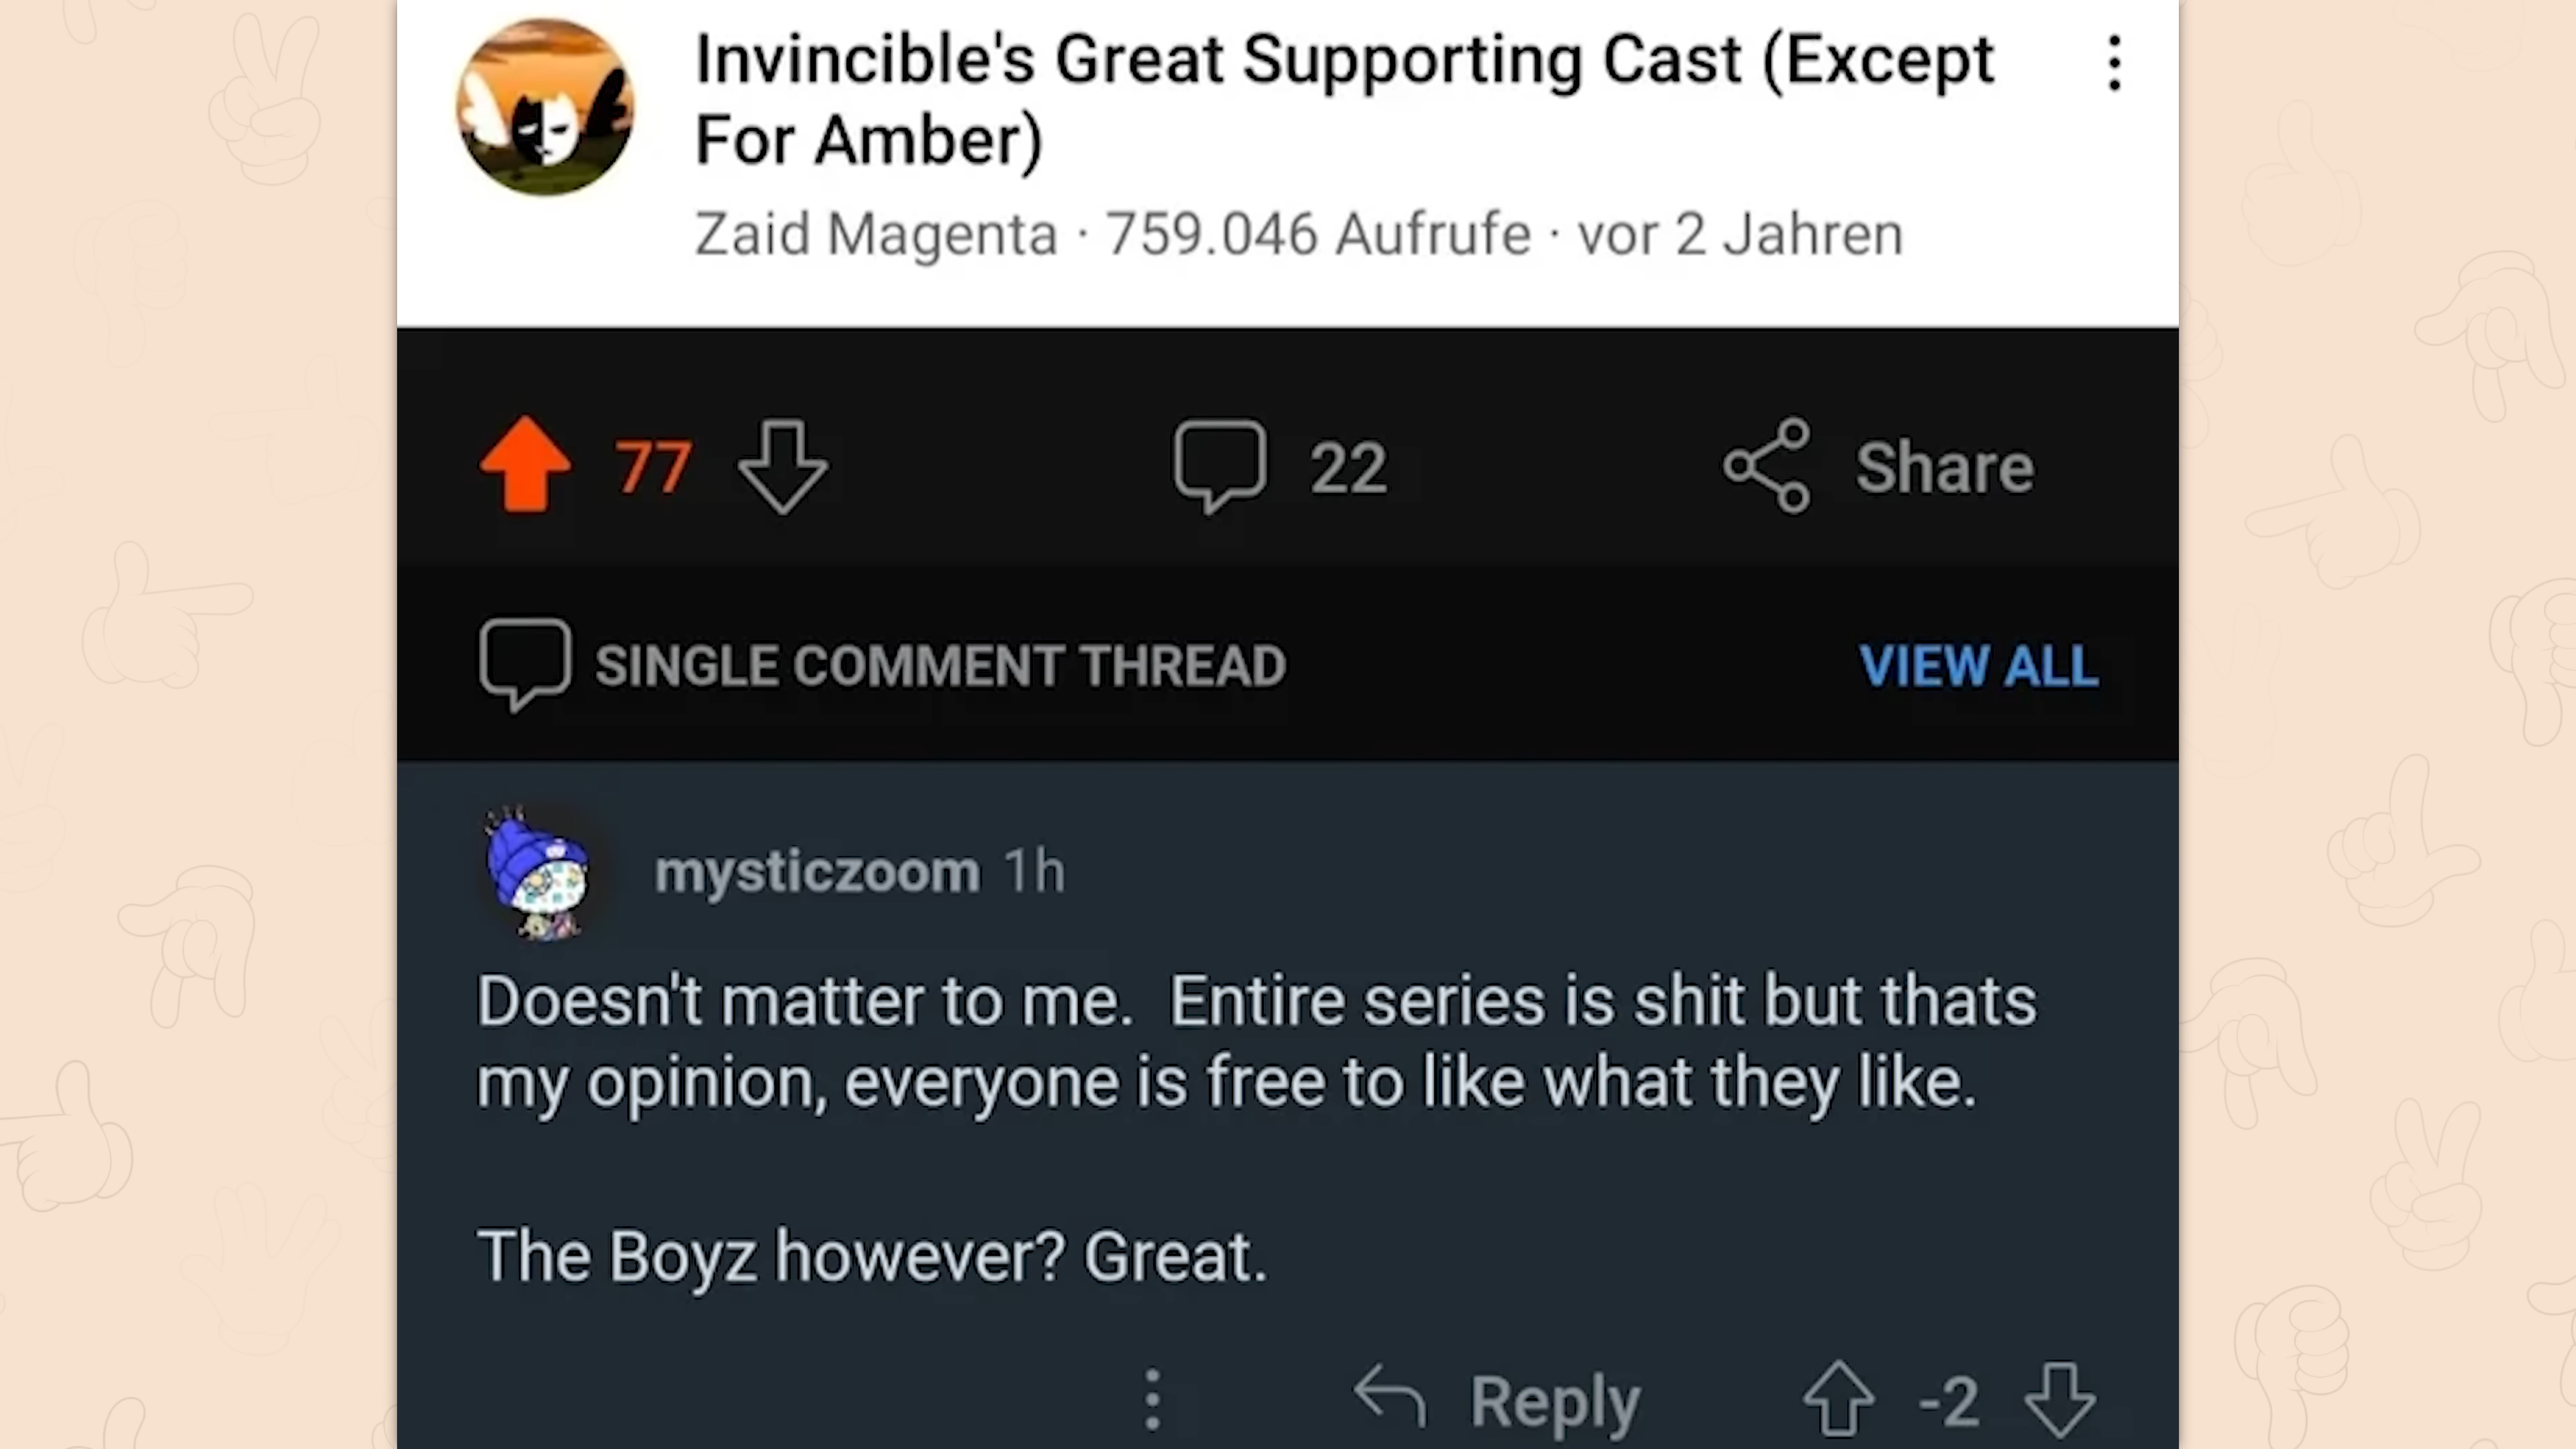 Invincible's Great Supporting Cast (Except
For Amber)
Zaid Magenta · 759.046 Aufrufe · vor 2 Jahren
77
22
Share
SINGLE COMMENT THREAD
VIEW ALL
mysticzoom 1h
Doesn't matter to me.  Entire series is shit but thats
my opinion, everyone is free to like what they like.
The Boyz however? Great.
Reply
-2